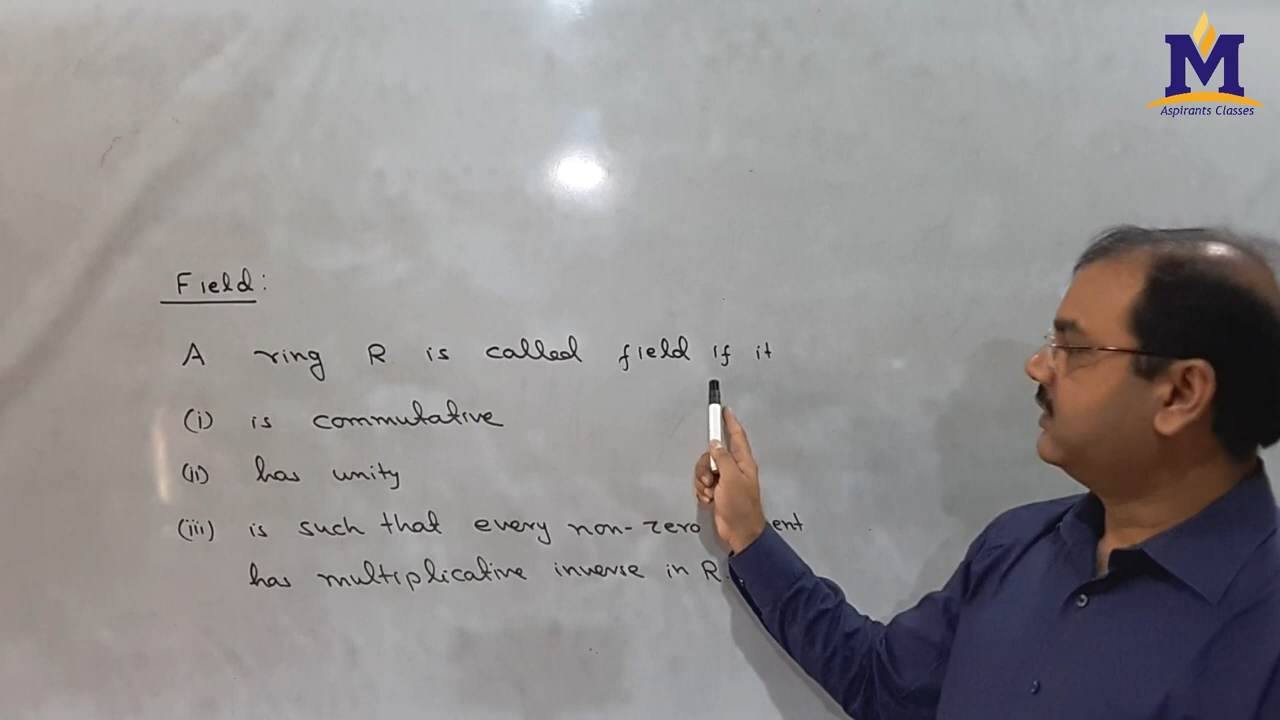 M
Aspirants Classes
Field:
A ring R is called field if it
(i) is commutative
(ii) has unity
(iii) is such that every non-zero ent
has multiplicative inverse in R.